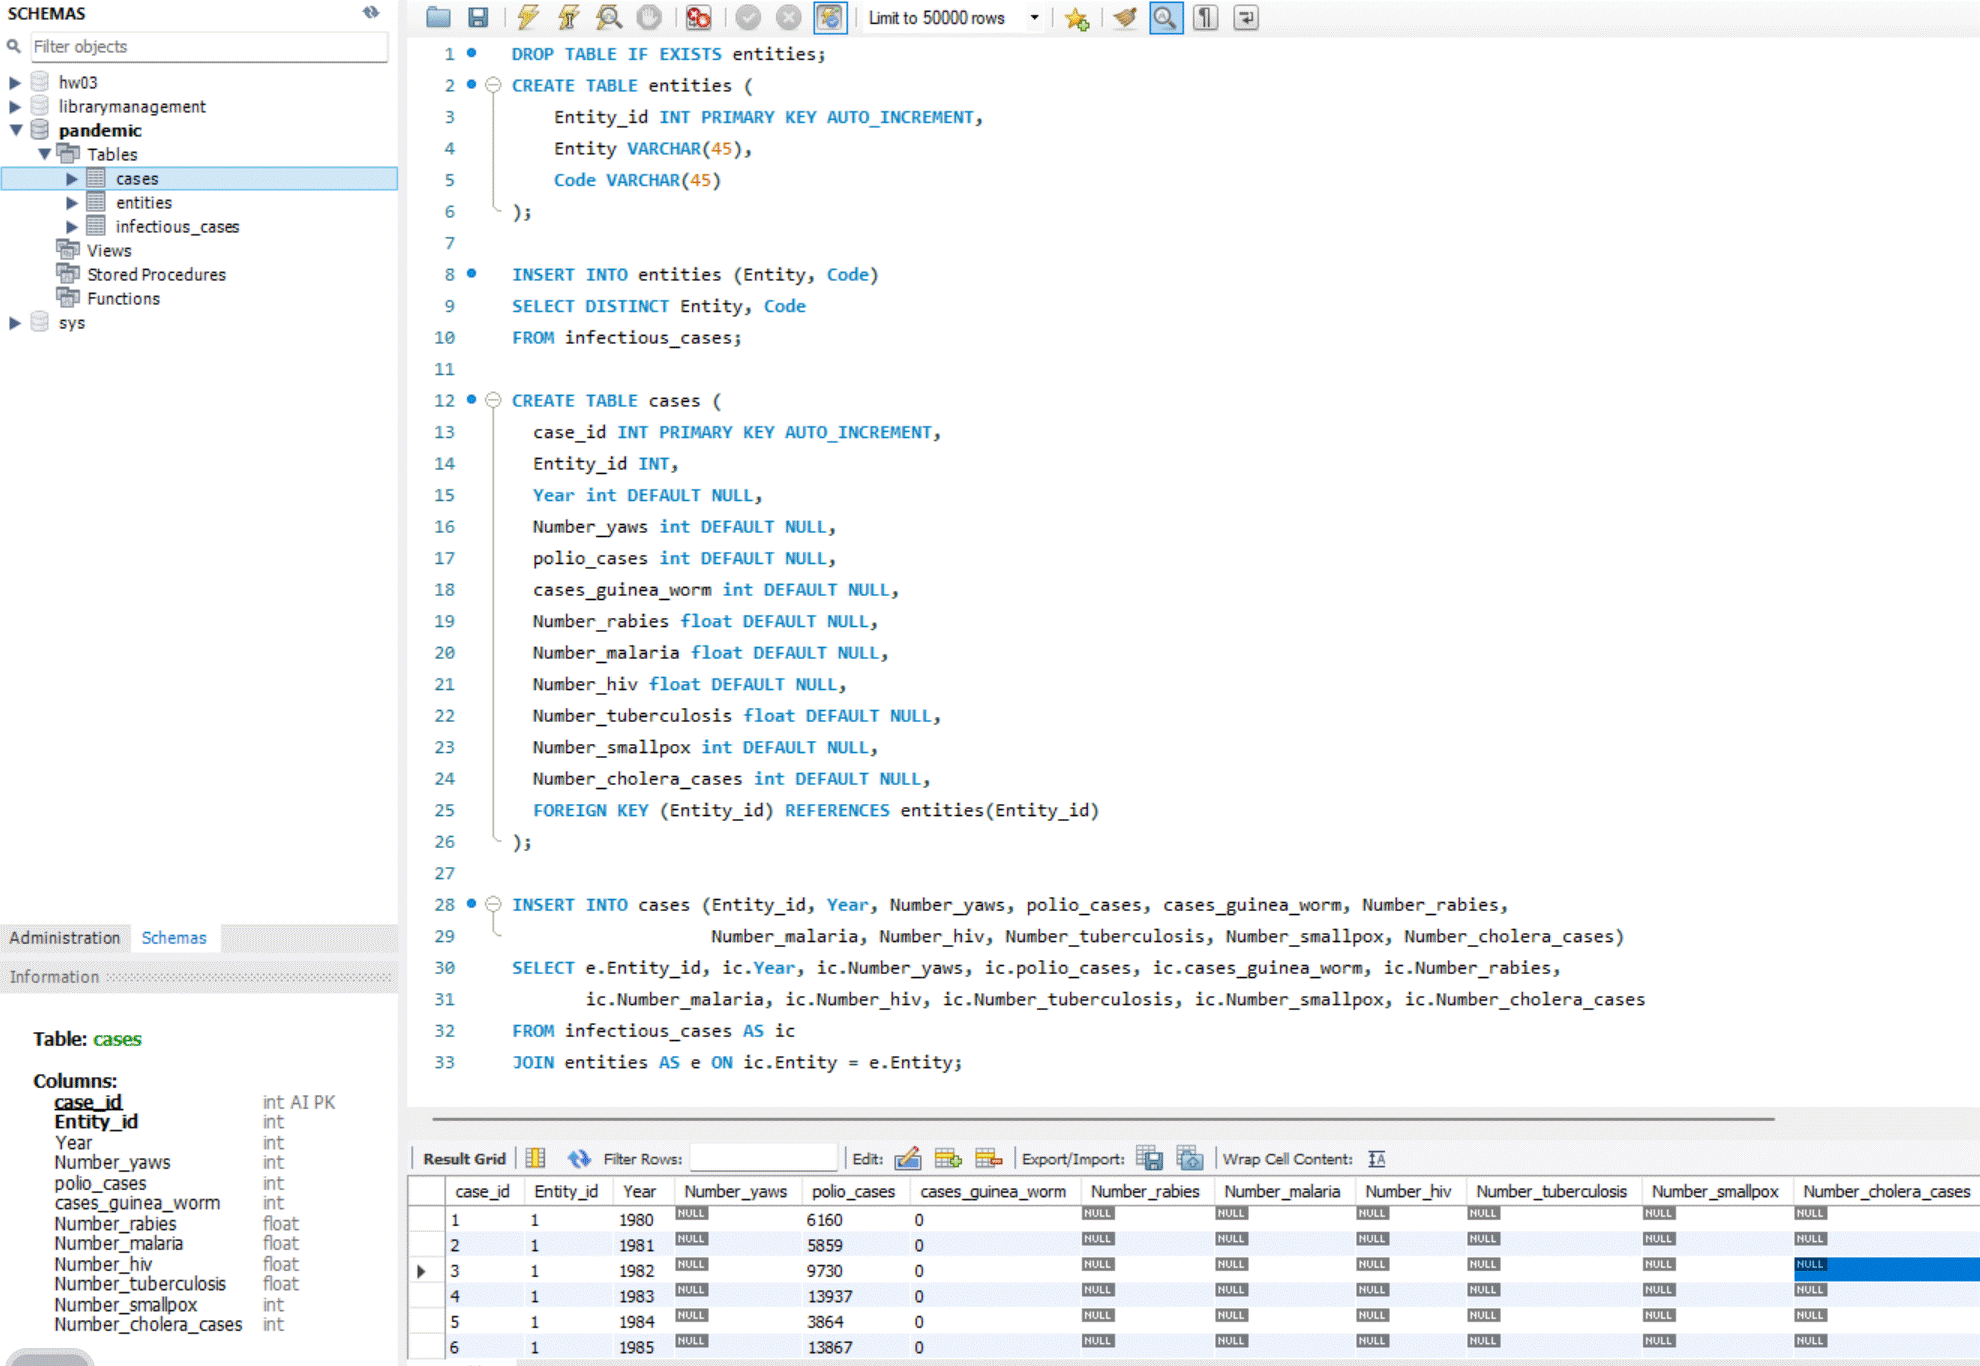 SCHEMAS
Filter objects
hw03
librarymanagement
pandemic
Tables
cases
entities
infectious_cases
Views
Stored Procedures
Functions
sys
Administration Schemas
Information
Table: cases
Columns:
case_id int AI PK
Entity_id int
Year int
Number_yaws int
polio_cases int
cases_guinea_worm int
Number_rabies float
Number_malaria float
Number_hiv float
Number_tuberculosis float
Number_smallpox int
Number_cholera_cases int
Limit to 50000 rows
1 DROP TABLE IF EXISTS entities;
2 CREATE TABLE entities (
3 Entity_id INT PRIMARY KEY AUTO_INCREMENT,
4 Entity VARCHAR(45),
5 Code VARCHAR(45)
6 );
7
8 INSERT INTO entities (Entity, Code)
9 SELECT DISTINCT Entity, Code
10 FROM infectious_cases;
11
12 CREATE TABLE cases (
13 case_id INT PRIMARY KEY AUTO_INCREMENT,
14 Entity_id INT,
15 Year int DEFAULT NULL,
16 Number_yaws int DEFAULT NULL,
17 polio_cases int DEFAULT NULL,
18 cases_guinea_worm int DEFAULT NULL,
19 Number_rabies float DEFAULT NULL,
20 Number_malaria float DEFAULT NULL,
21 Number_hiv float DEFAULT NULL,
22 Number_tuberculosis float DEFAULT NULL,
23 Number_smallpox int DEFAULT NULL,
24 Number_cholera_cases int DEFAULT NULL,
25 FOREIGN KEY (Entity_id) REFERENCES entities(Entity_id)
26 );
27
28 INSERT INTO cases (Entity_id, Year, Number_yaws, polio_cases, cases_guinea_worm, Number_rabies,
29 Number_malaria, Number_hiv, Number_tuberculosis, Number_smallpox, Number_cholera_cases)
30 SELECT e.Entity_id, ic.Year, ic.Number_yaws, ic.polio_cases, ic.cases_guinea_worm, ic.Number_rabies,
31 ic.Number_malaria, ic.Number_hiv, ic.Number_tuberculosis, ic.Number_smallpox, ic.Number_cholera_cases
32 FROM infectious_cases AS ic
33 JOIN entities AS e ON ic.Entity = e.Entity;
Result Grid Filter Rows: Edit: Export/Import: Wrap Cell Content: IA
case_id Entity_id Year Number_yaws polio_cases cases_guinea_worm Number_rabies Number_malaria Number_hiv Number_tuberculosis Number_smallpox Number_cholera_cases
1 1 1980 NULL 6160 0 NULL NULL NULL NULL NULL NULL
2 1 1981 NULL 5859 0 NULL NULL NULL NULL NULL NULL
3 1 1982 NULL 9730 0 NULL NULL NULL NULL NULL NULL
4 1 1983 NULL 13937 0 NULL NULL NULL NULL NULL NULL
5 1 1984 NULL 3864 0 NULL NULL NULL NULL NULL NULL
6 1 1985 NULL 13867 0 NULL NULL NULL NULL NULL NULL